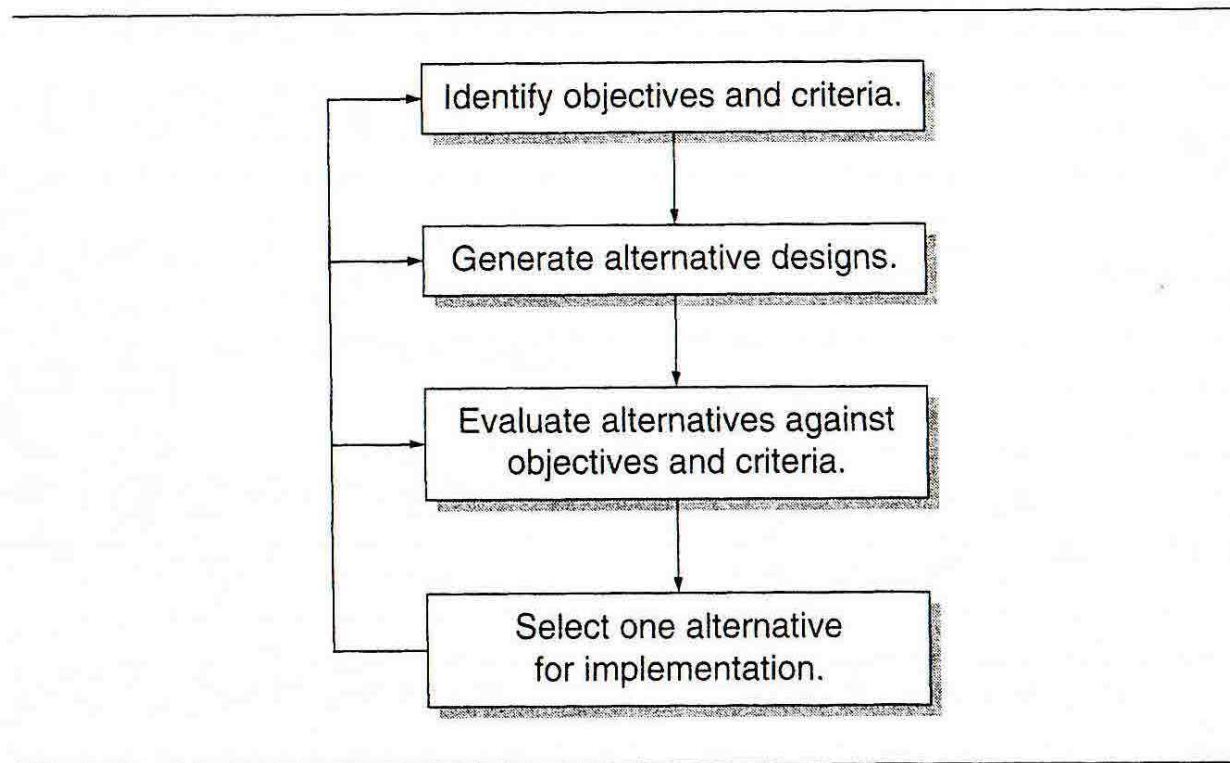 Identify objectives and criteria.
Generate alternative designs.
Evaluate alternatives against
objectives and criteria.
Select one alternative
for implementation.